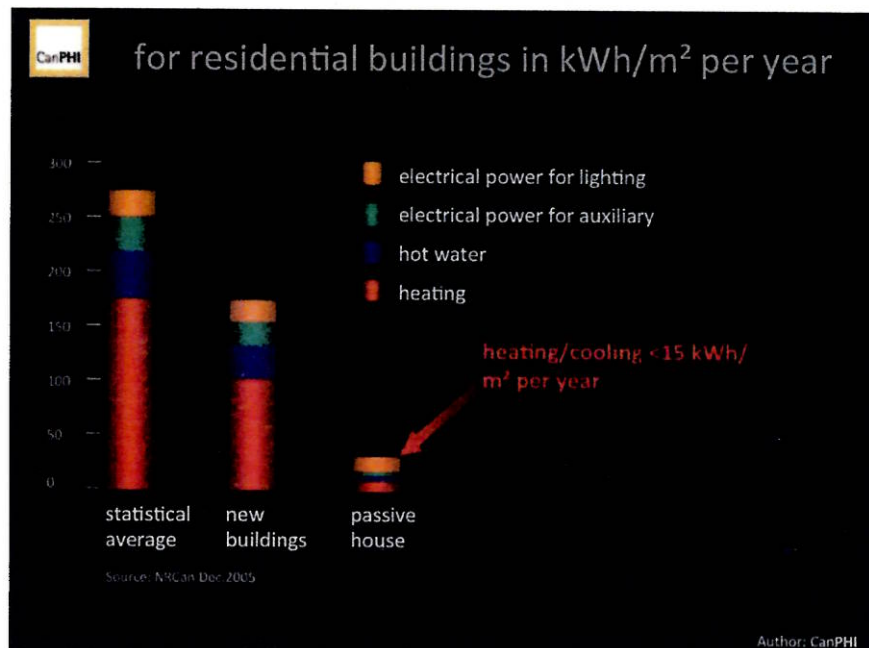 CanPHI
for residential buildings in kWh/m² per year
300
250
200
150
100
50
0
electrical power for lighting
electrical power for auxiliary
hot water
heating
heating/cooling <15 kWh/
m² per year
statistical
average
new
buildings
passive
house
Source: NRCan Dec.2005
Author: CanPHI